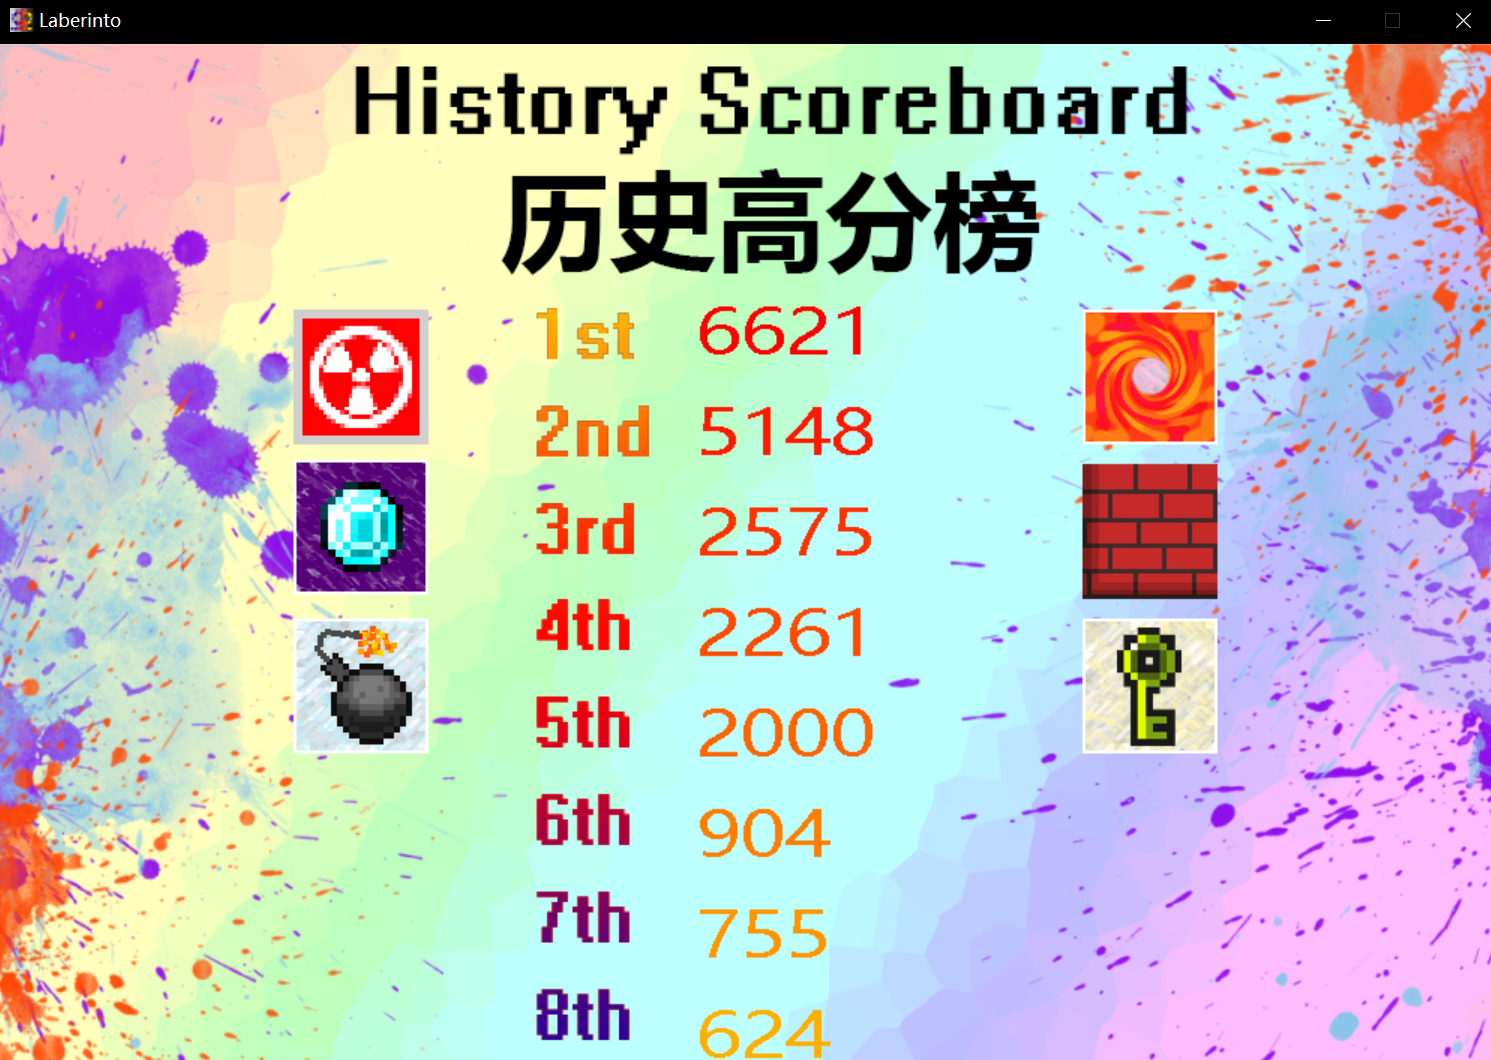 Laberinto
History Scoreboard
历史高分榜
1st 6621
2nd 5148
3rd 2575
4th 2261
5th 2000
6th 904
7th 755
8th 624